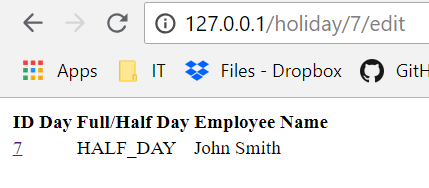 127.0.0.1/holiday/7/edit
Apps IT Files - Dropbox GitH
ID Day Full/Half Day Employee Name
7 HALF_DAY John Smith